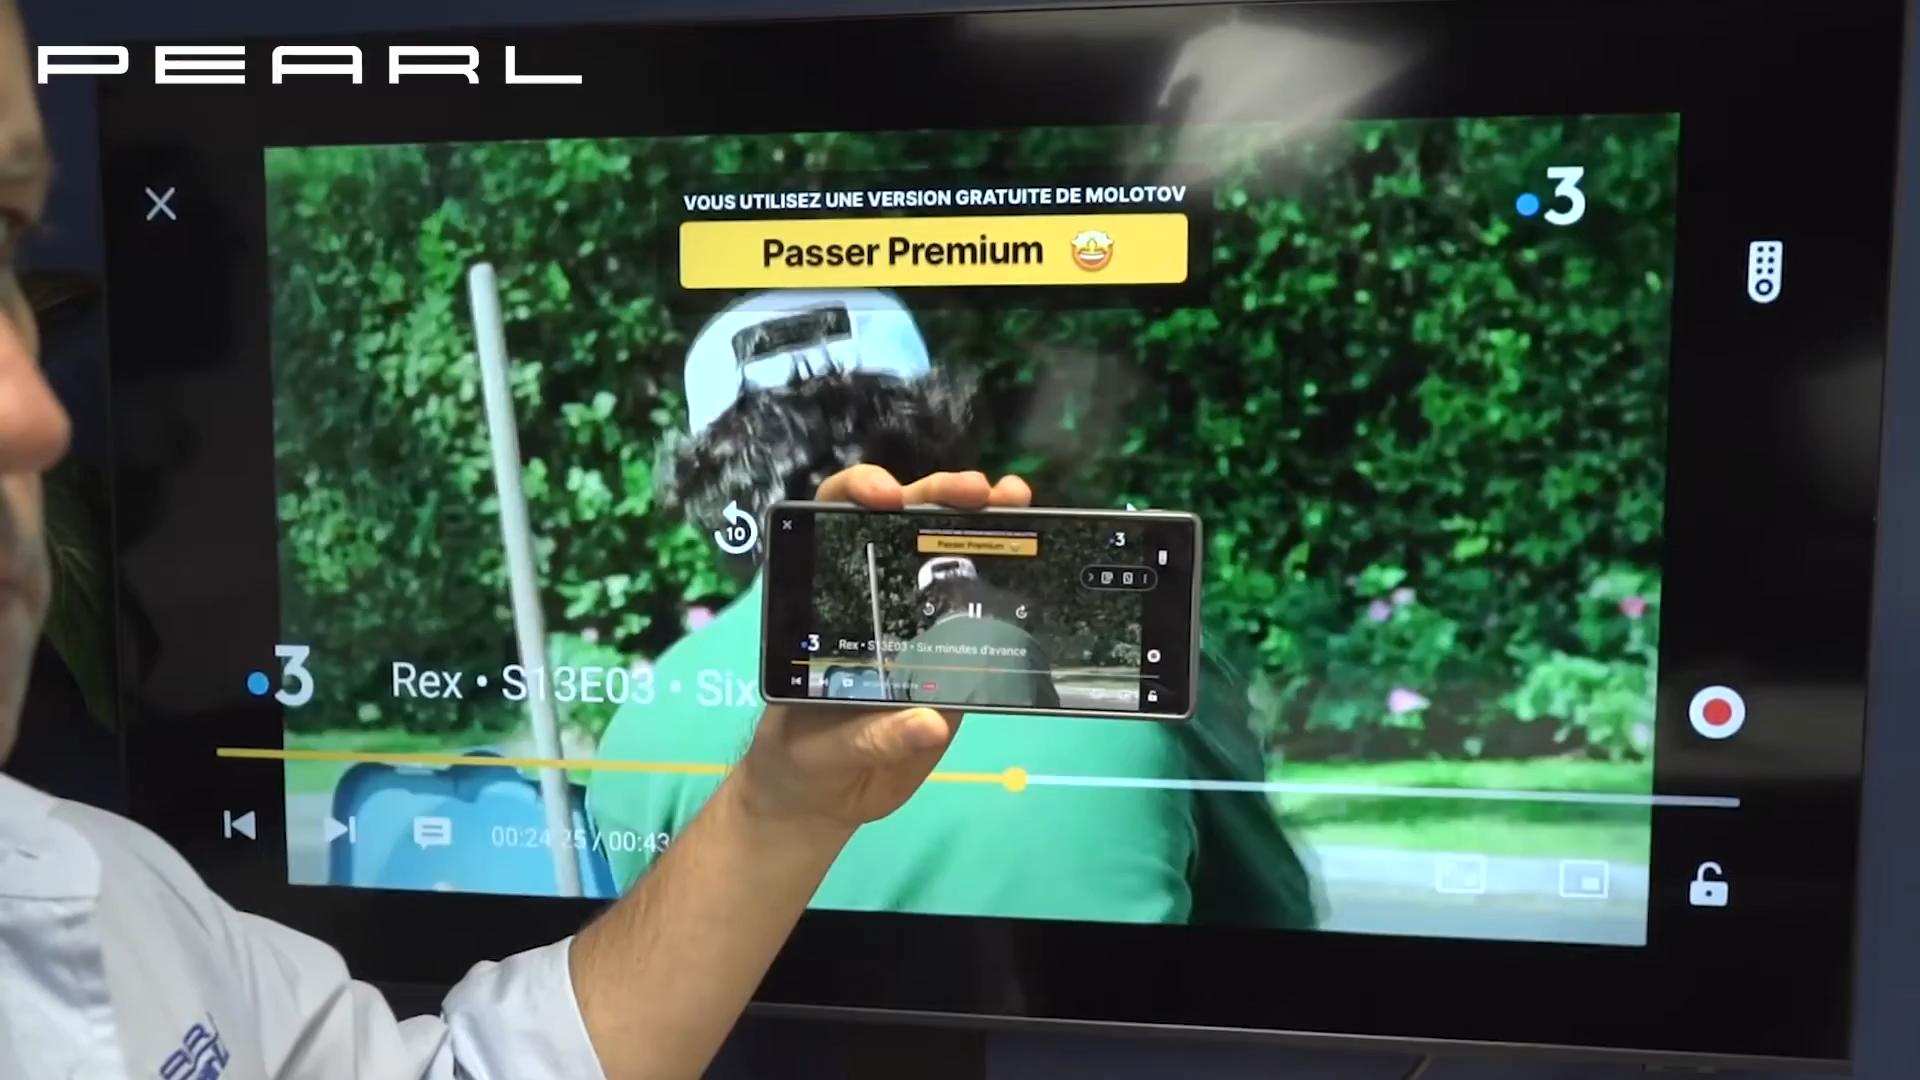 PEARL
VOUS UTILISEZ UNE VERSION GRATUITE DE MOLOTOV
Passer Premium
3
10
3
Rex • S13E03 • Six
00:24:25 / 00:43
Passer Premium
3
3
Rex • S13E03 • Six minutes d'avance